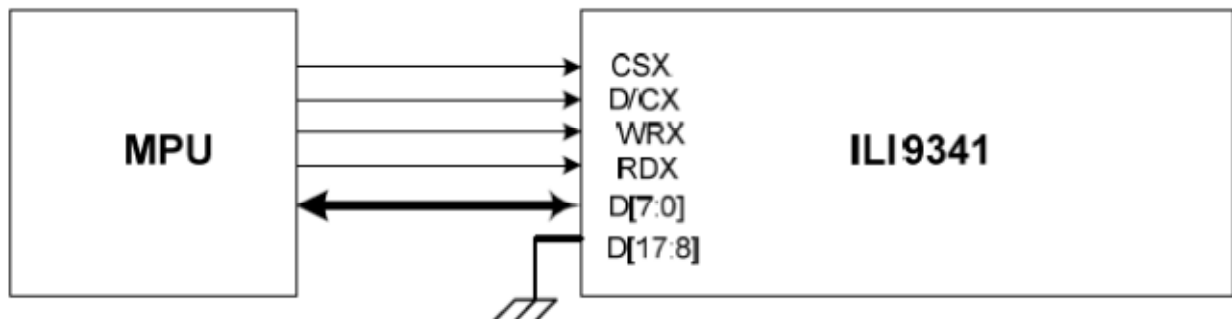 MPU
CSX
D/CX
WRX
RDX
D[7:0]
D[17:8]
ILI9341